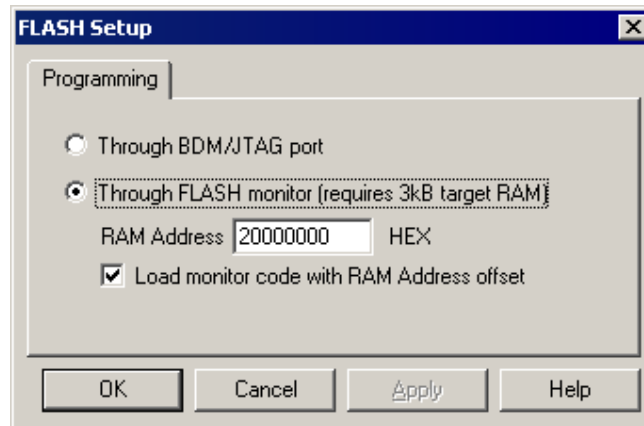 FLASH Setup
Programming
Through BDM/JTAG port
Through FLASH monitor (requires 3kB target RAM)
RAM Address 20000000 HEX
Load monitor code with RAM Address offset
OK Cancel Apply Help